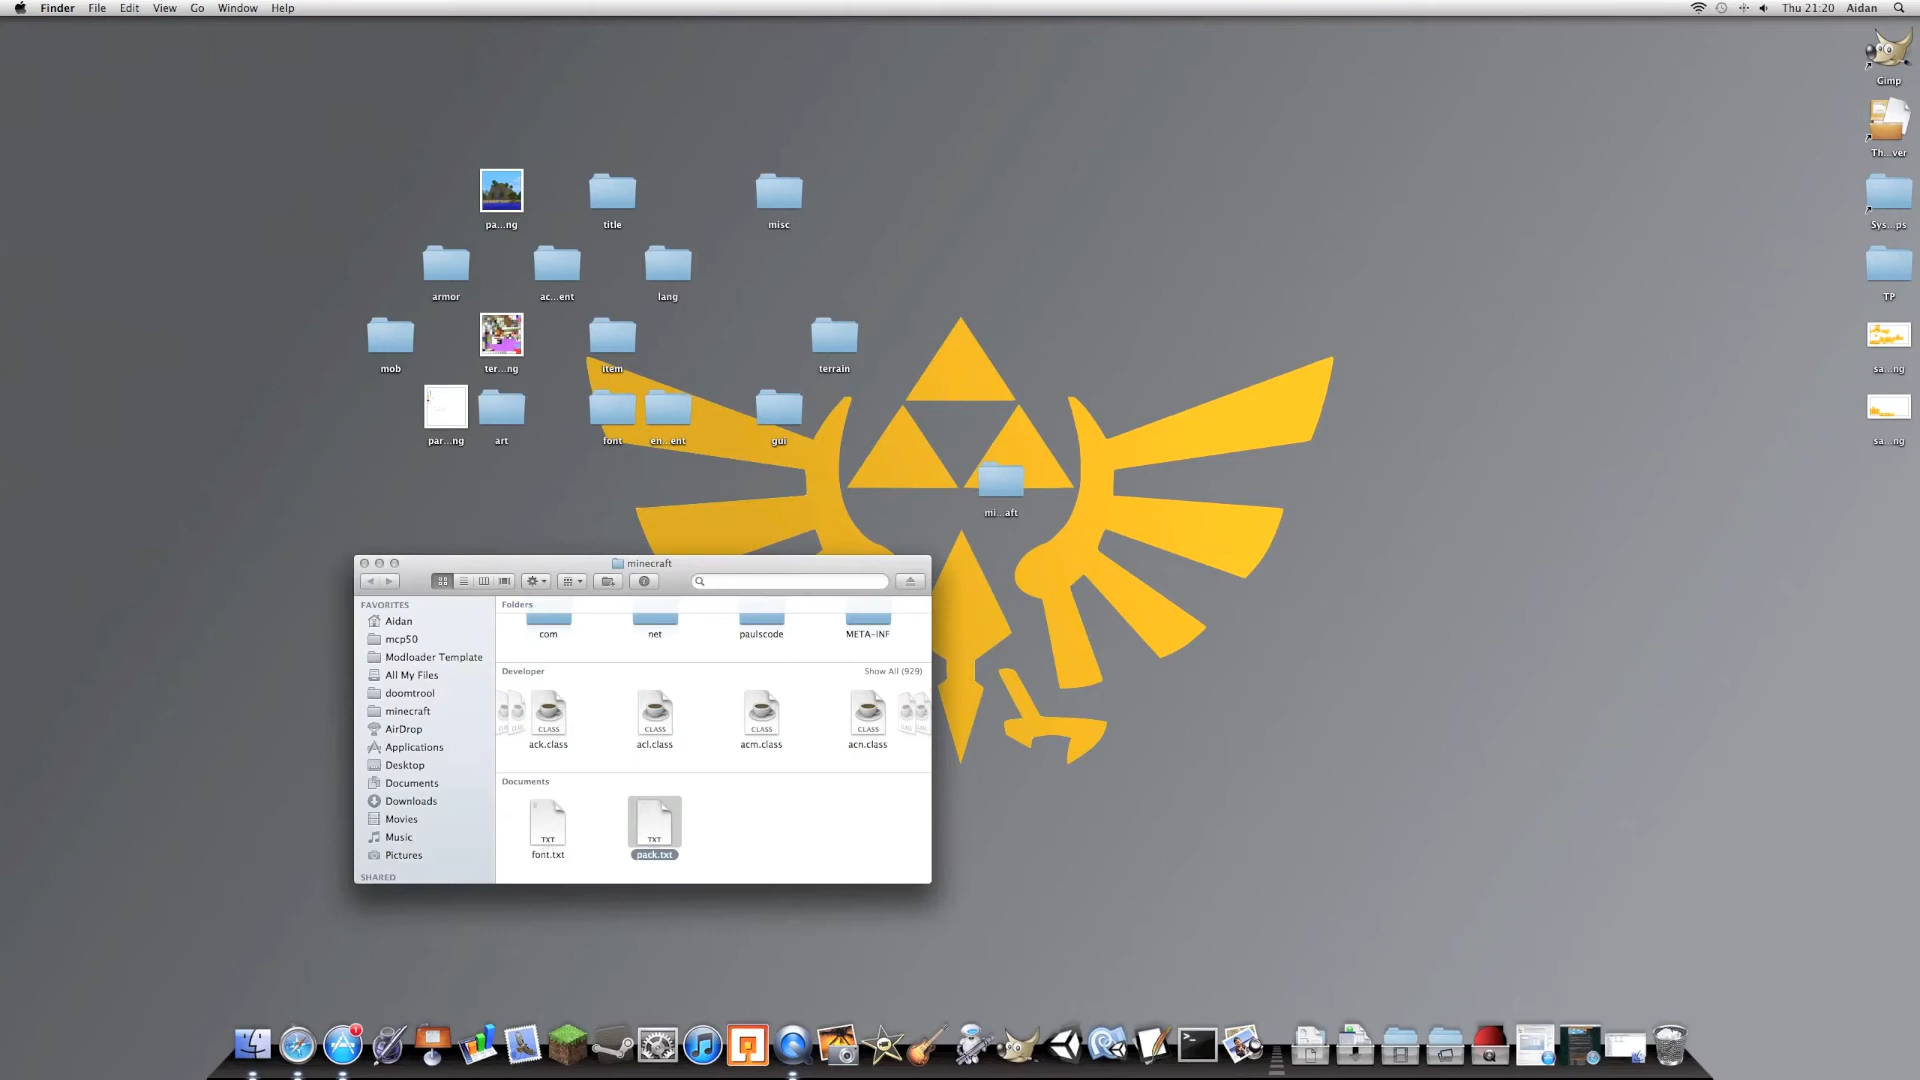 Finder File Edit View Go Window Help
Thu 21:20 Aidan
Gimp
Th...ver
Sys...ps
TP
sa...ng
sa...ng
pa...ng title misc
armor ac...ent lang
mob ter...ng item terrain
par...ng art font en...ent gui
mi...aft
minecraft
FAVORITES
Aidan
mcp50
Modloader Template
All My Files
doomtrool
minecraft
AirDrop
Applications
Desktop
Documents
Downloads
Movies
Music
Pictures
SHARED
Folders
com net paulscode META-INF
Developer Show All (929)
CLASS CLASS CLASS CLASS
ack.class acl.class acm.class acn.class
Documents
TXT TXT
font.txt pack.txt
1